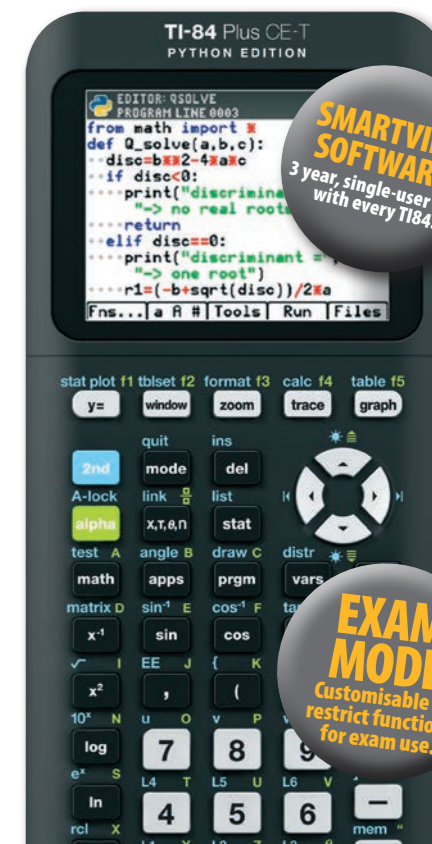 TI-84 Plus CE-T
PYTHON EDITION
EDITOR: QSOLVE
PROGRAM LINE 0003
from math import *
def Q_solve(a,b,c):
··disc=b**2-4*a*c
··if disc<0:
····print("discrimina
"-> no real roots
····return
··elif disc==0:
····print("discriminant ="
"-> one root")
····r1=(-b+sqrt(disc))/2*a
Fns... a A # Tools Run Files
SMARTVI
SOFTWAR
3 year, single-user
with every TI84
stat plot f1 tblset f2 format f3 calc f4 table f5
y= window zoom trace graph
quit ins
2nd mode del
A-lock link list
alpha X,T,θ,n stat
test A angle B draw C distr
math apps prgm vars
matrix D sin⁻¹ E cos⁻¹ F
x⁻¹ sin cos
√ I EE J { K
x² , (
10ˣ N u O v P
log 7 8 9
eˣ S L4 T L5 U L6 V
ln 4 5 6 −
rcl X mem "
EXAM
MODE
Customisable
restrict function
for exam use.